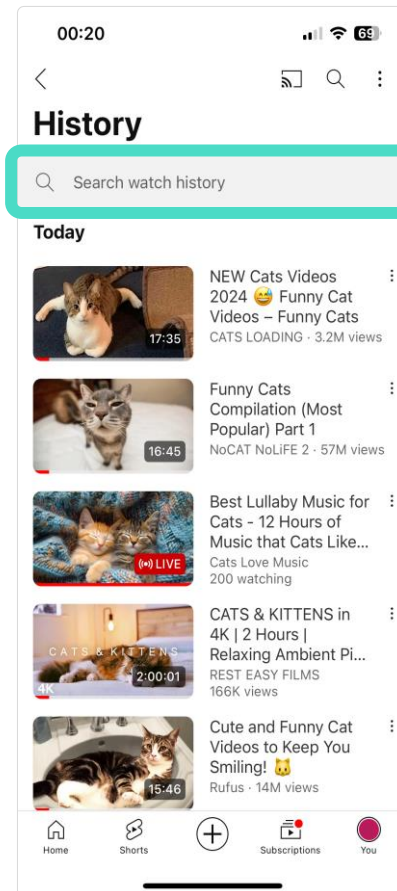 00:20
69
History
Search watch history
Today
17:35
NEW Cats Videos
2024 😅 Funny Cat
Videos – Funny Cats
CATS LOADING · 3.2M views
16:45
Funny Cats
Compilation (Most
Popular) Part 1
NoCAT NoLiFE 2 · 57M views
LIVE
Best Lullaby Music for
Cats - 12 Hours of
Music that Cats Like...
Cats Love Music
200 watching
CATS & KITTENS
4K
2:00:01
CATS & KITTENS in
4K | 2 Hours |
Relaxing Ambient Pi...
REST EASY FILMS
166K views
15:46
Cute and Funny Cat
Videos to Keep You
Smiling! 🐱
Rufus · 14M views
Home
Shorts
Subscriptions
You